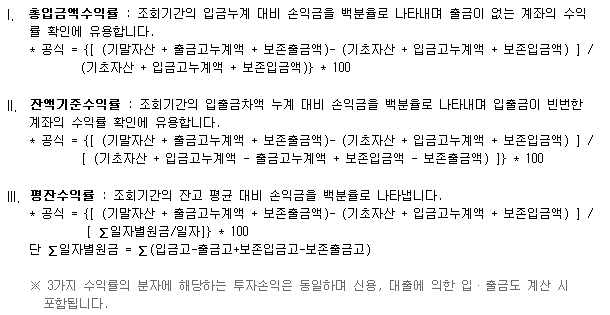 Ⅰ. 총입금액수익률 : 조회기간의 입금누계 대비 손익금을 백분율로 나타내며 출금이 없는 계좌의 수익
률 확인에 유용합니다.
* 공식 = {[ (기말자산 + 출금고누계액 + 보존출금액)- (기초자산 + 입금고누계액 + 보존입금액) ] /
(기초자산 + 입금고누계액 + 보존입금액)} * 100
Ⅱ. 잔액기준수익률 : 조회기간의 입출금차액 누계 대비 손익금을 백분율로 나타내며 입출금이 빈번한
계좌의 수익률 확인에 유용합니다.
* 공식 = {[ (기말자산 + 출금고누계액 + 보존출금액)- (기초자산 + 입금고누계액 + 보존입금액) ] /
[ (기초자산 + 입금고누계액 - 출금고누계액 + 보존입금액 - 보존출금액) ]} * 100
Ⅲ. 평잔수익률 : 조회기간의 잔고 평균 대비 손익금을 백분율로 나타냅니다.
* 공식 = {[ (기말자산 + 출금고누계액 + 보존출금액)- (기초자산 + 입금고누계액 + 보존입금액) ] /
[ ∑일자별원금/일자]} * 100
단 ∑일자별원금 = ∑(입금고-출금고+보존입금고-보존출금고)
※ 3가지 수익률의 분자에 해당하는 투자손익은 동일하며 신용, 대출에 의한 입ㆍ출금도 계산 시
포함됩니다.